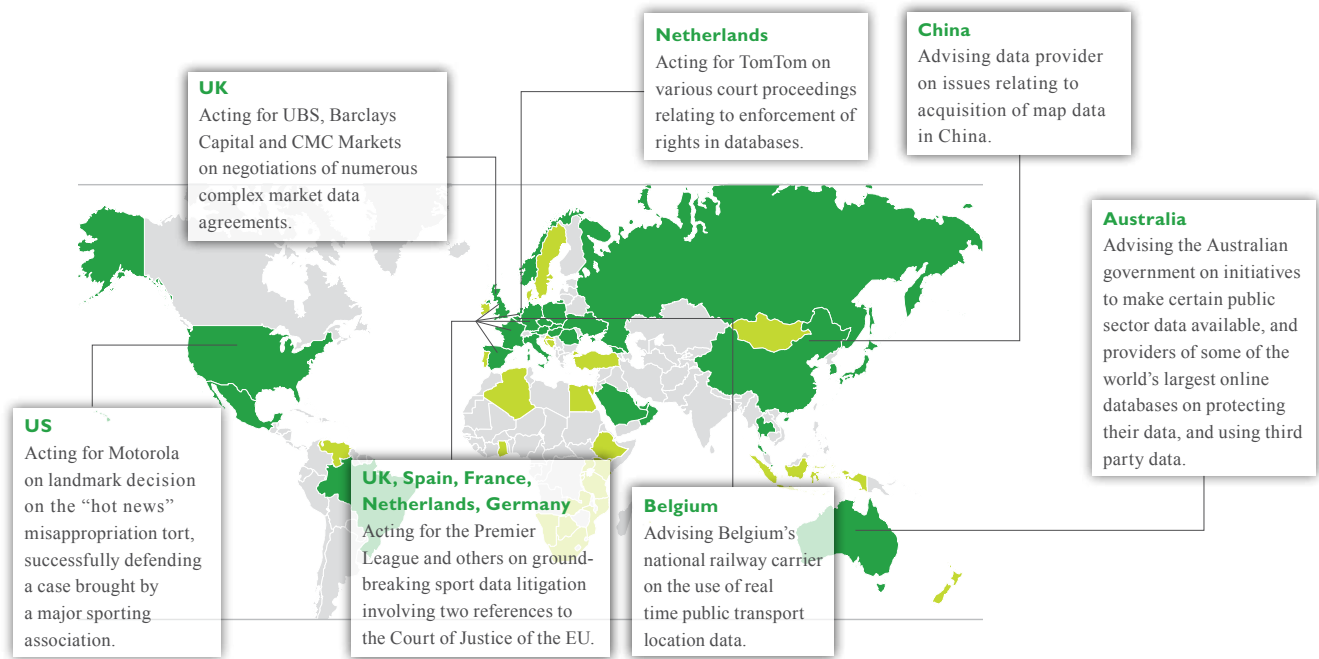 Netherlands
Acting for TomTom on
various court proceedings
relating to enforcement of
rights in databases.
China
Advising data provider
on issues relating to
acquisition of map data
in China.
UK
Acting for UBS, Barclays
Capital and CMC Markets
on negotiations of numerous
complex market data
agreements.
Australia
Advising the Australian
government on initiatives
to make certain public
sector data available, and
providers of some of the
world’s largest online
databases on protecting
their data, and using third
party data.
US
Acting for Motorola
on landmark decision
on the “hot news”
misappropriation tort,
successfully defending
a case brought by
a major sporting
association.
UK, Spain, France,
Netherlands, Germany
Acting for the Premier
League and others on ground-
breaking sport data litigation
involving two references to
the Court of Justice of the EU.
Belgium
Advising Belgium’s
national railway carrier
on the use of real
time public transport
location data.